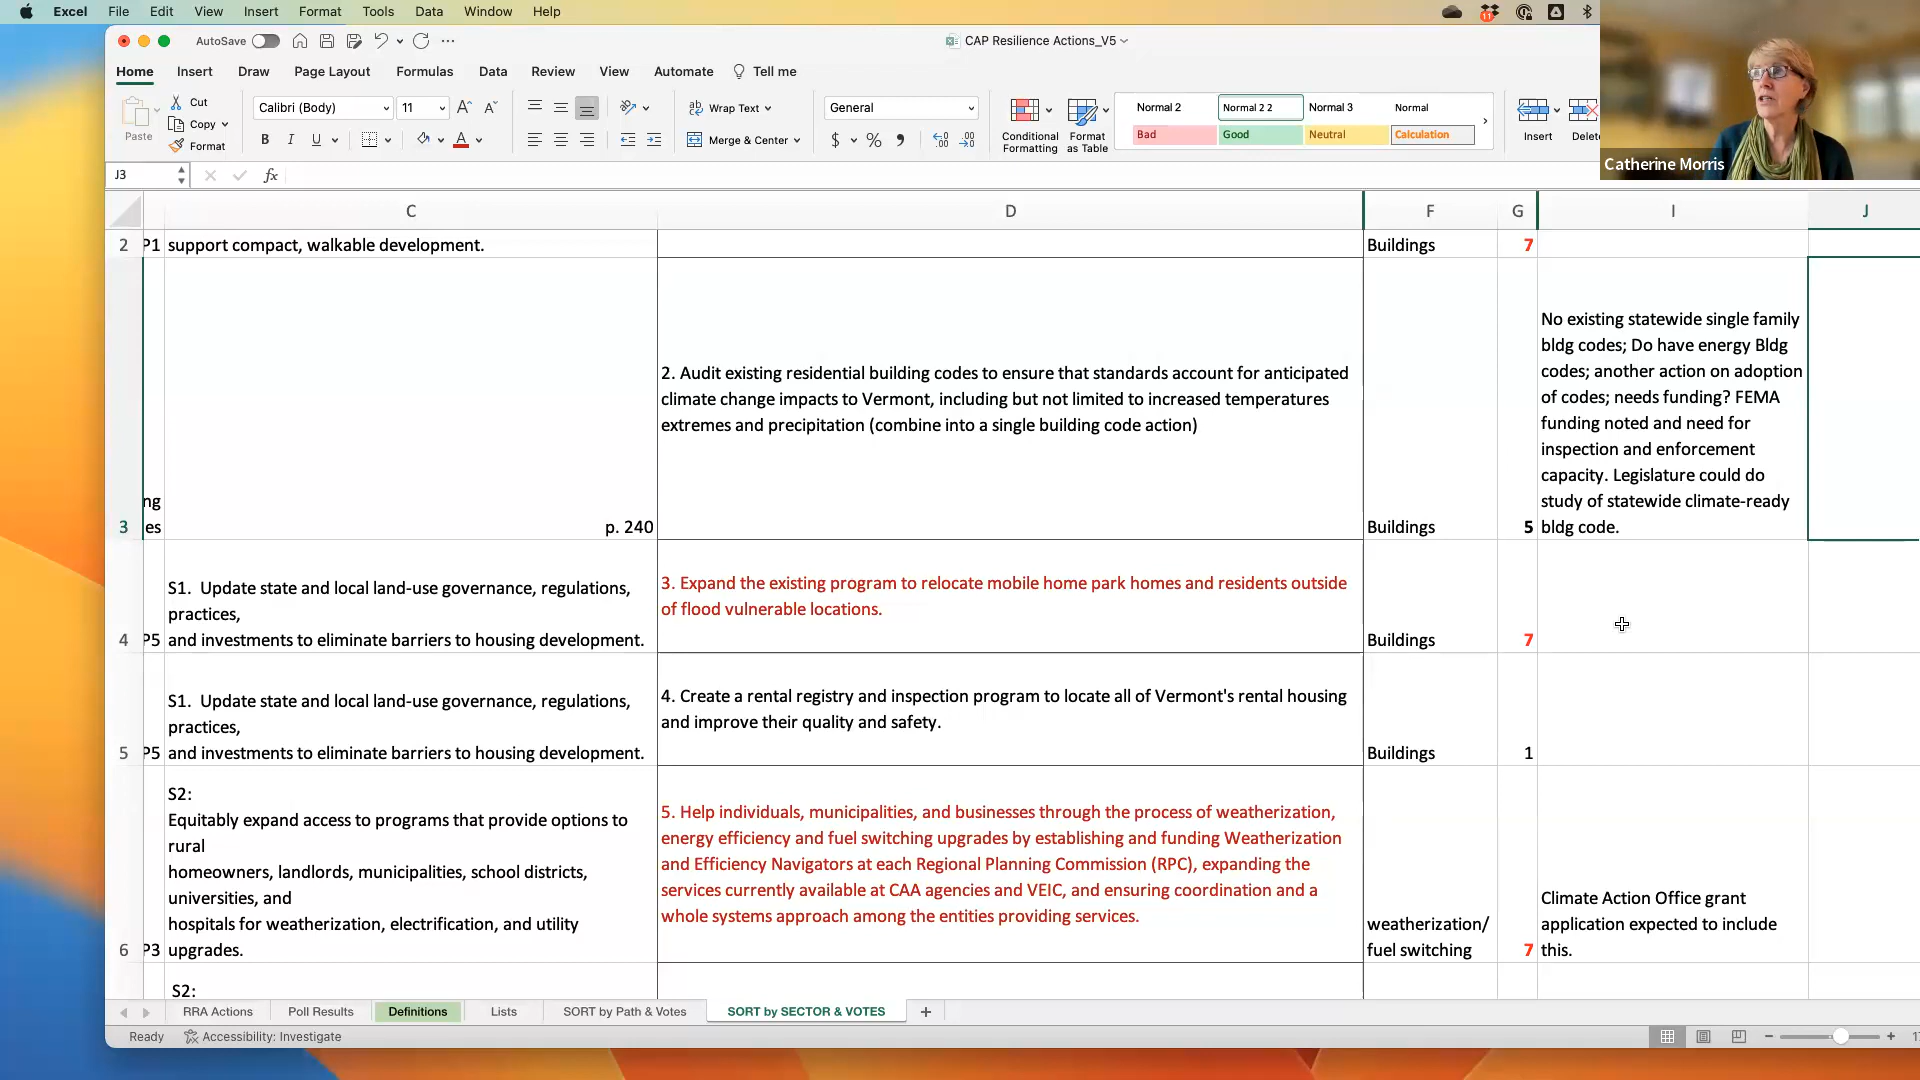 Excel File Edit View Insert Format Tools Data Window Help
11
AutoSave
CAP Resilience Actions_V5
Home Insert Draw Page Layout Formulas Data Review View Automate Tell me
Paste
Cut
Copy
Format
Calibri (Body) 11
B I U
Wrap Text
Merge & Center
General
$ %
Conditional Formatting
Format as Table
Normal 2 Normal 2 2 Normal 3 Normal
Bad Good Neutral Calculation
Insert
Delete
Catherine Morris
J3
fx
C D F G I J
2 P1 support compact, walkable development. Buildings 7
2. Audit existing residential building codes to ensure that standards account for anticipated
climate change impacts to Vermont, including but not limited to increased temperatures
extremes and precipitation (combine into a single building code action)
No existing statewide single family
bldg codes; Do have energy Bldg
codes; another action on adoption
of codes; needs funding? FEMA
funding noted and need for
inspection and enforcement
capacity. Legislature could do
study of statewide climate-ready
bldg code.
ng
3 es p. 240 Buildings 5
S1. Update state and local land-use governance, regulations,
practices,
4 P5 and investments to eliminate barriers to housing development.
3. Expand the existing program to relocate mobile home park homes and residents outside
of flood vulnerable locations.
Buildings 7
S1. Update state and local land-use governance, regulations,
practices,
5 P5 and investments to eliminate barriers to housing development.
4. Create a rental registry and inspection program to locate all of Vermont's rental housing
and improve their quality and safety.
Buildings 1
S2:
Equitably expand access to programs that provide options to
rural
homeowners, landlords, municipalities, school districts,
universities, and
hospitals for weatherization, electrification, and utility
6 P3 upgrades.
5. Help individuals, municipalities, and businesses through the process of weatherization,
energy efficiency and fuel switching upgrades by establishing and funding Weatherization
and Efficiency Navigators at each Regional Planning Commission (RPC), expanding the
services currently available at CAA agencies and VEIC, and ensuring coordination and a
whole systems approach among the entities providing services.
weatherization/
fuel switching 7
Climate Action Office grant
application expected to include
this.
S2:
RRA Actions Poll Results Definitions Lists SORT by Path & Votes SORT by SECTOR & VOTES +
Ready Accessibility: Investigate